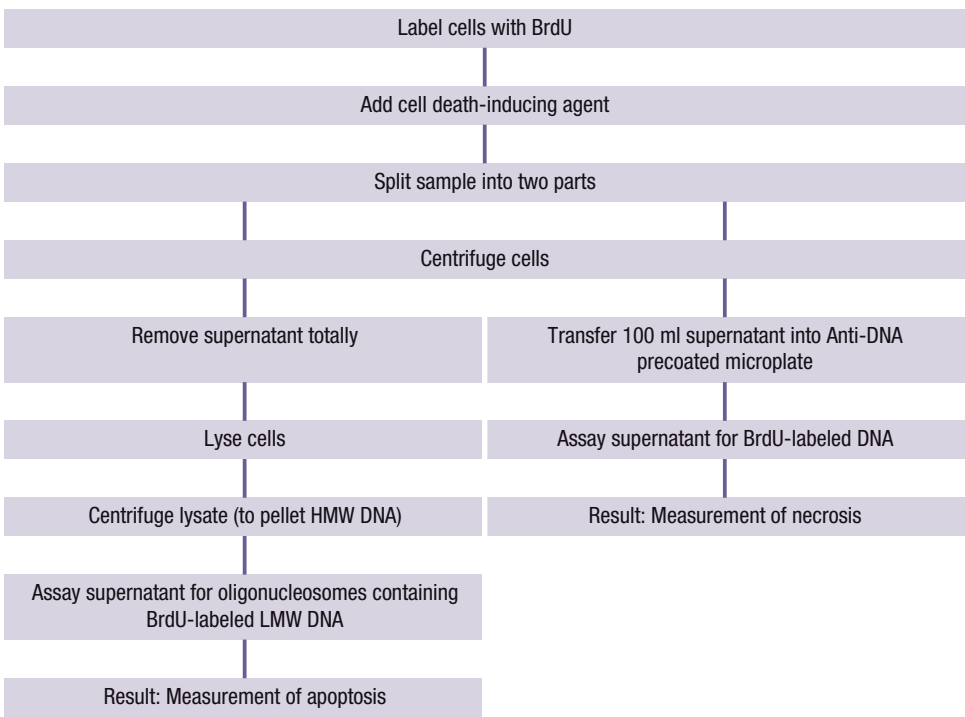 Label cells with BrdU
Add cell death-inducing agent
Split sample into two parts
Centrifuge cells
Remove supernatant totally
Transfer 100 ml supernatant into Anti-DNA
precoated microplate
Lyse cells
Assay supernatant for BrdU-labeled DNA
Centrifuge lysate (to pellet HMW DNA)
Result: Measurement of necrosis
Assay supernatant for oligonucleosomes containing
BrdU-labeled LMW DNA
Result: Measurement of apoptosis